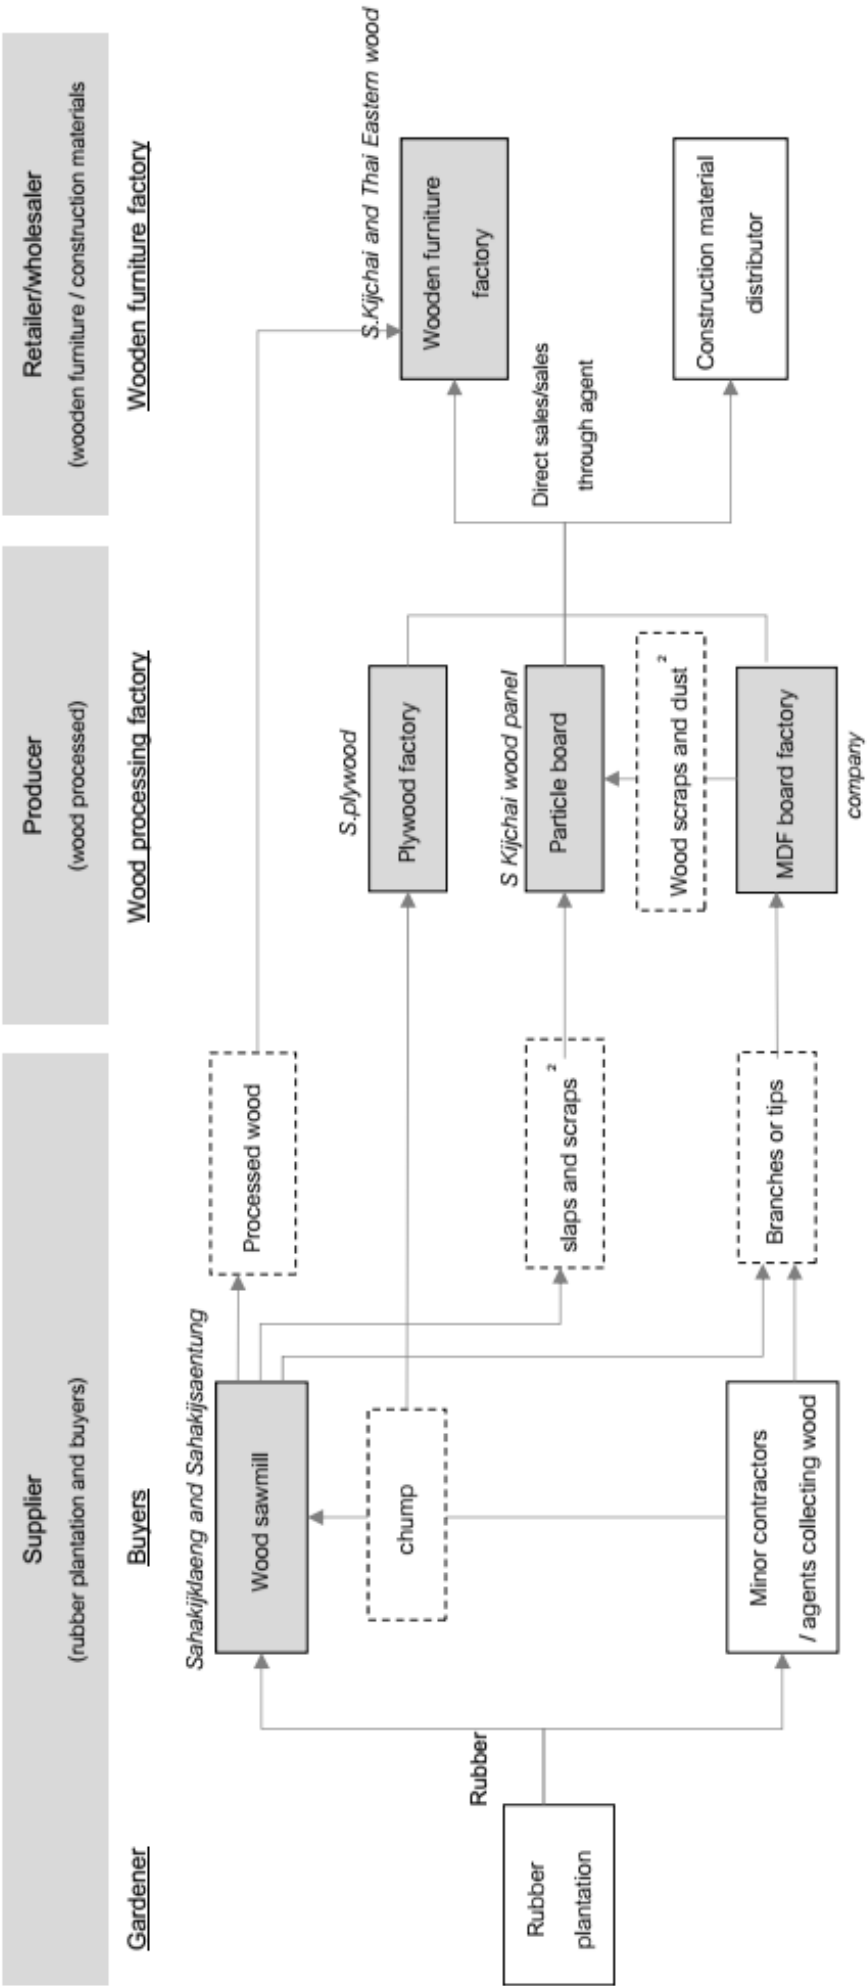 Supplier
(rubber plantation and buyers)
Producer
(wood processed)
Retailer/wholesaler
(wooden furniture / construction materials
Gardener
Buyers
Wood processing factory
Wooden furniture factory
Rubber
plantation
Rubber
Sahakijklaeng and Sahakijsaentung
Wood sawmill
chump
Minor contractors
/ agents collecting wood
Processed wood
slaps and scraps 2
Branches or tips
S.plywood
Plywood factory
S Kijchai wood panel
Particle board
Wood scraps and dust 2
MDF board factory
company
Direct sales/sales
through agent
S.Kijchai and Thai Eastern wood
Wooden furniture
factory
Construction material
distributor